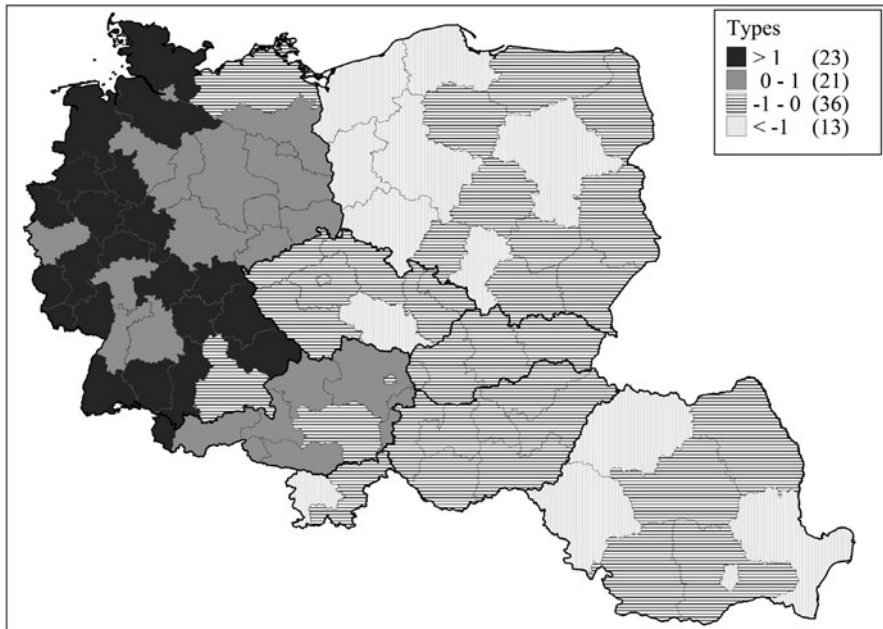 Types
> 1 (23)
0 - 1 (21)
-1 - 0 (36)
< -1 (13)